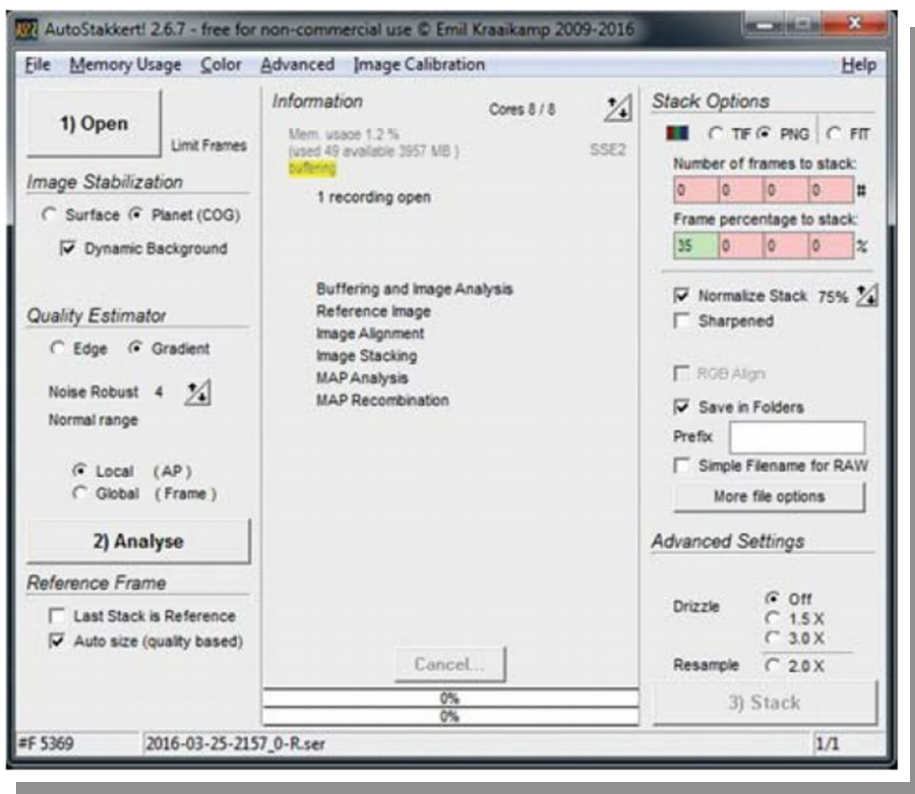 AutoStakkert! 2.6.7 - free for non-commercial use © Emil Kraaikamp 2009-2016
File Memory Usage Color Advanced Image Calibration Help
1) Open
Limit Frames
Image Stabilization
Surface Planet (COG)
Dynamic Background
Quality Estimator
Edge Gradient
Noise Robust 4
Normal range
Local (AP)
Global (Frame)
2) Analyse
Reference Frame
Last Stack is Reference
Auto size (quality based)
Information
Cores 8 / 8
Mem. usage 1.2 %
(used 49 available 3957 MB )
SSE2
buffering
1 recording open
Buffering and Image Analysis
Reference Image
Image Alignment
Image Stacking
MAP Analysis
MAP Recombination
Cancel...
0%
0%
Stack Options
TIF PNG FIT
Number of frames to stack:
0 0 0 0 #
Frame percentage to stack:
35 0 0 0 %
Normalize Stack 75%
Sharpened
RGB Align
Save in Folders
Prefix
Simple Filename for RAW
More file options
Advanced Settings
Drizzle
Off
1.5 X
3.0 X
Resample 2.0 X
3) Stack
#F 5369 2016-03-25-2157_0-R.ser 1/1